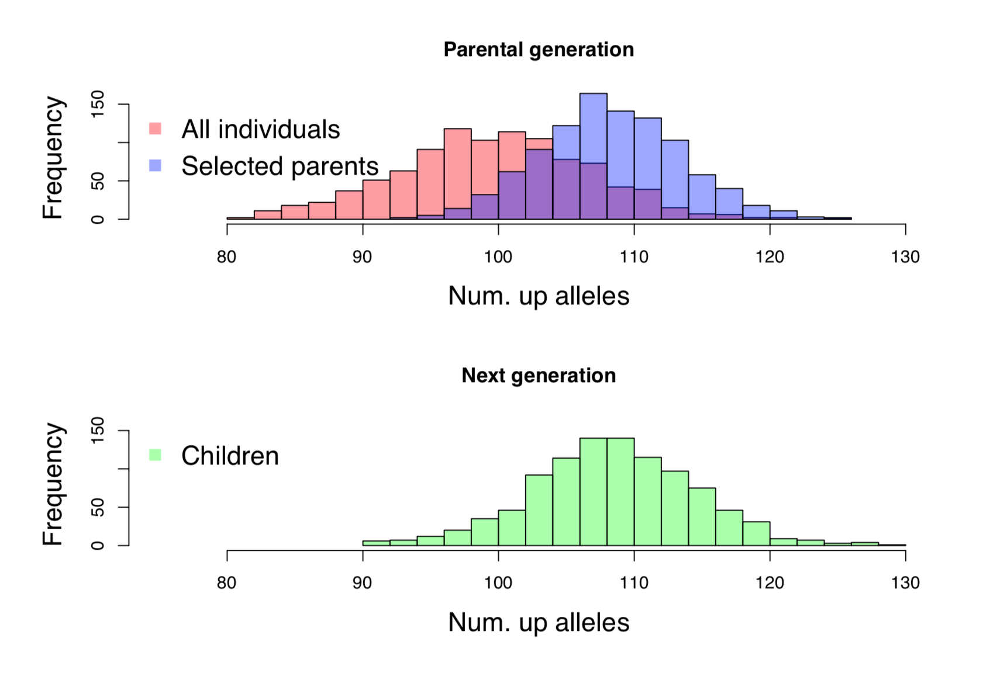 Parental generation
Frequency
0
50
150
All individuals
Selected parents
80 90 100 110 120 130
Num. up alleles
Next generation
Frequency
0
50
150
Children
80 90 100 110 120 130
Num. up alleles